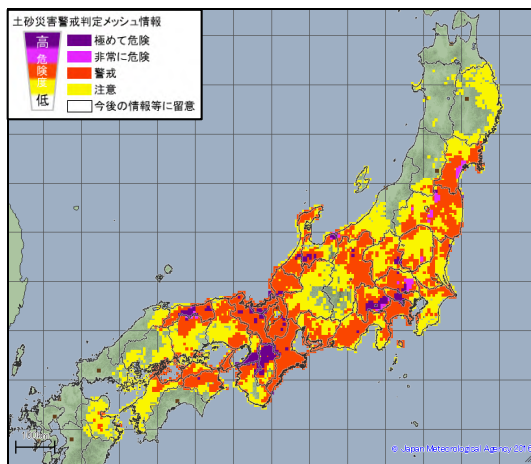 土砂災害警戒判定メッシュ情報
高
危険度
低
極めて危険
非常に危険
警戒
注意
今後の情報等に留意
100km
© Japan Meteorological Agency 2016